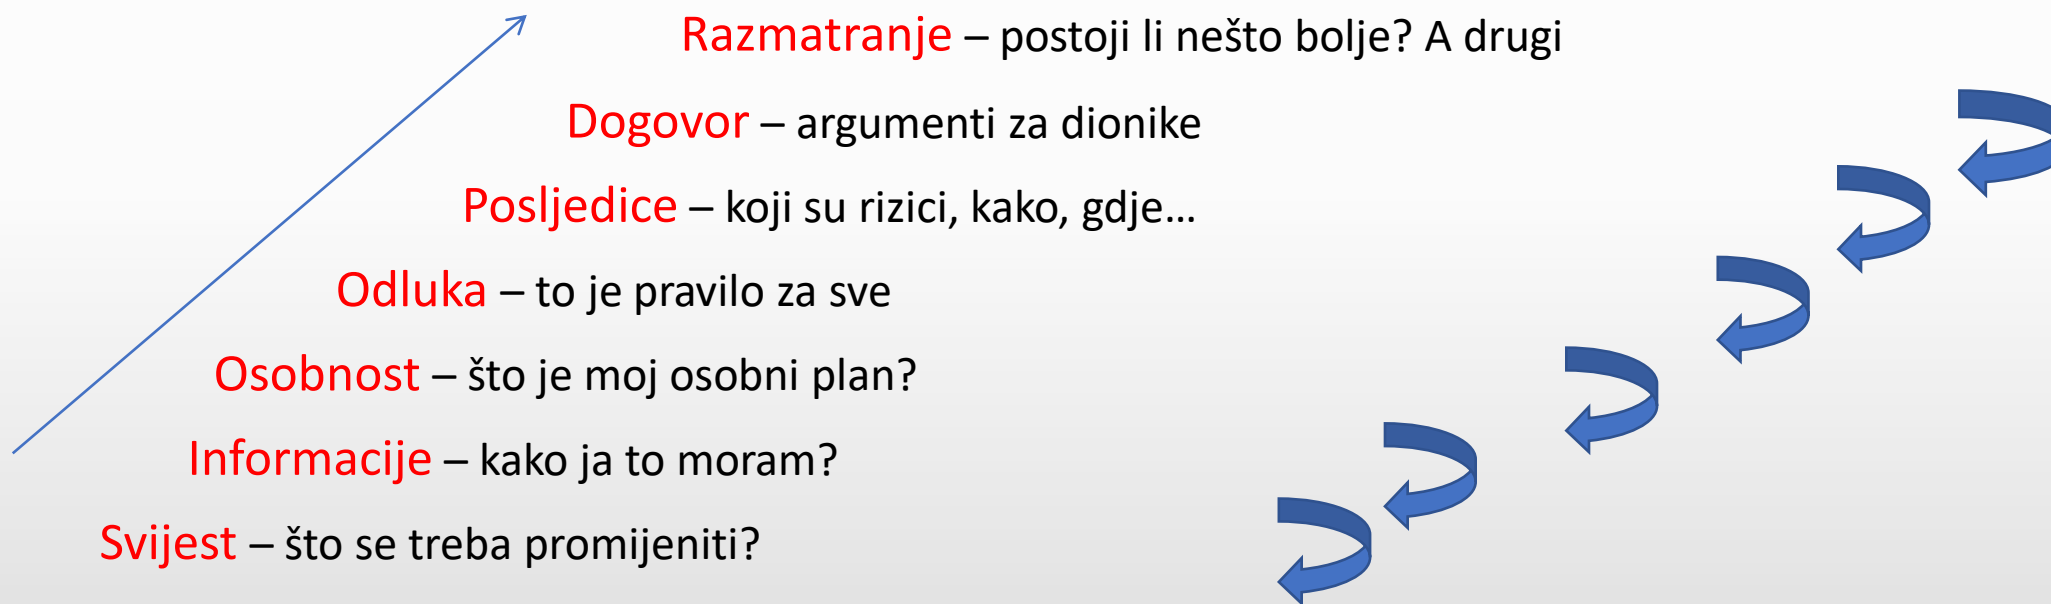 Razmatranje – postoji li nešto bolje? A drugi
Dogovor – argumenti za dionike
Posljedice – koji su rizici, kako, gdje…
Odluka – to je pravilo za sve
Osobnost – što je moj osobni plan?
Informacije – kako ja to moram?
Svijest – što se treba promijeniti?